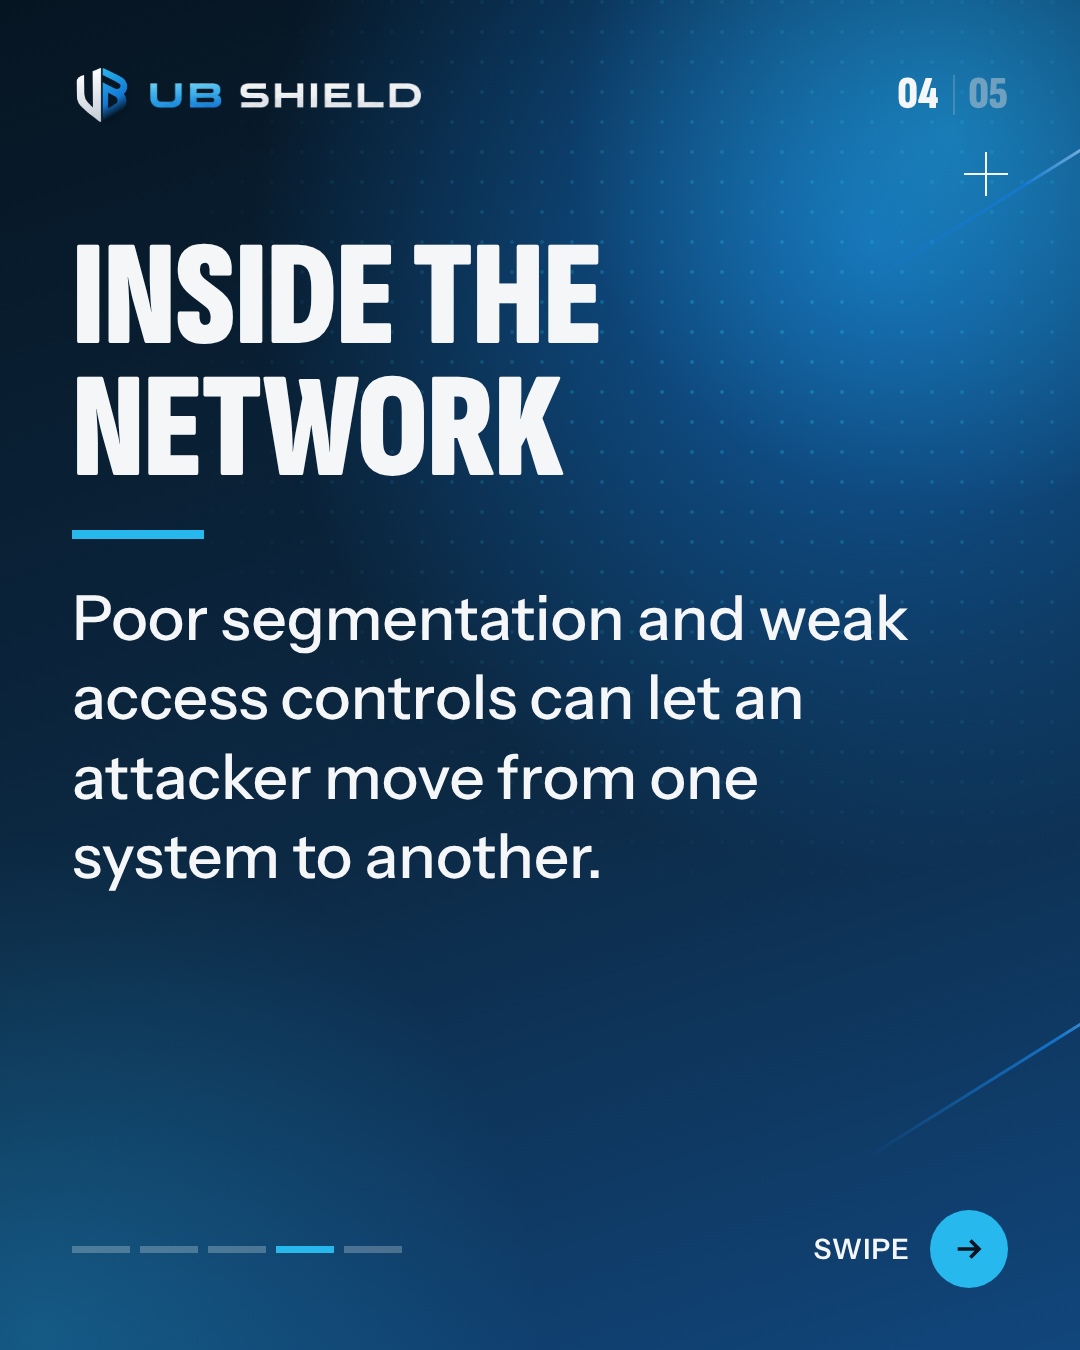 UB SHIELD
04 | 05
INSIDE THE
NETWORK
Poor segmentation and weak
access controls can let an
attacker move from one
system to another.
SWIPE